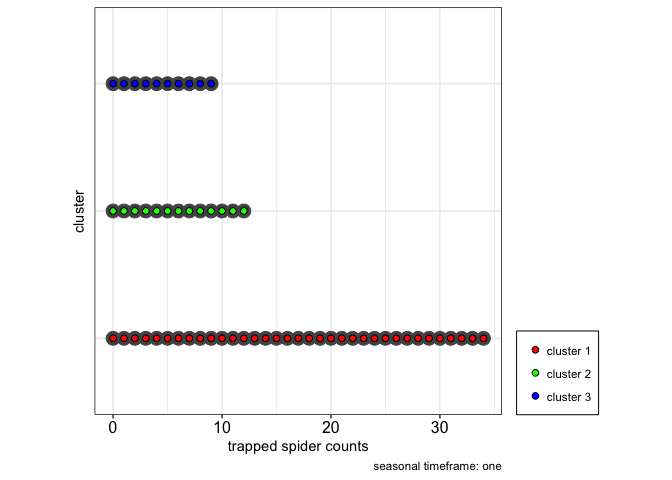 cluster
0 10 20 30
trapped spider counts
seasonal timeframe: one
cluster 1
cluster 2
cluster 3